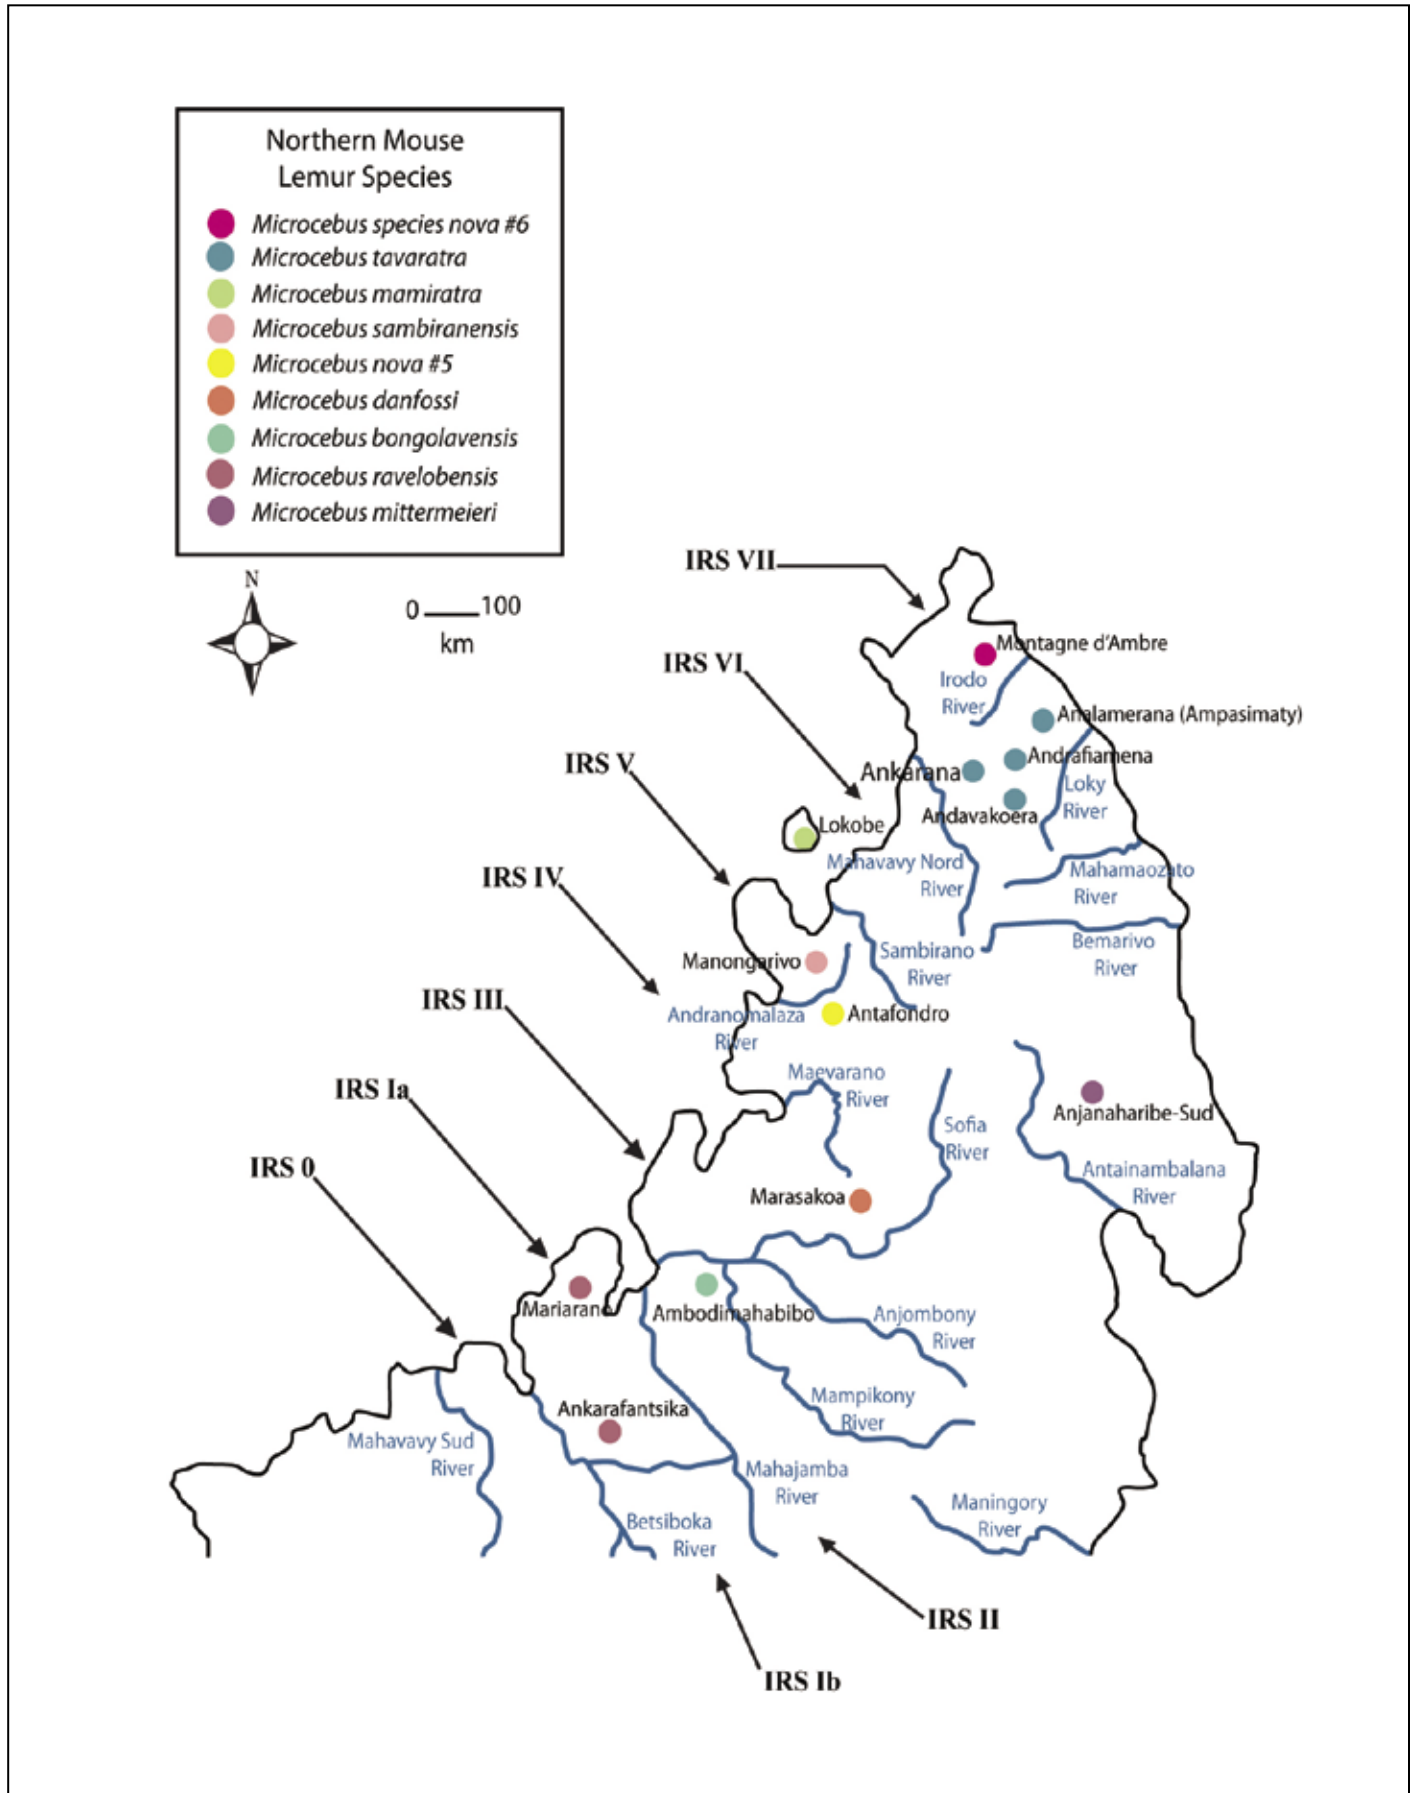 Northern Mouse
Lemur Species
Microcebus species nova #6
Microcebus tavaratra
Microcebus mamiratra
Microcebus sambiranensis
Microcebus nova #5
Microcebus danfossi
Microcebus bongolavensis
Microcebus ravelobensis
Microcebus mittermeieri
N
0 100
km
IRS VII
Montagne d'Ambre
IRS VI
Irodo
River
Analamerana (Ampasimaty)
IRS V
Andrafiamena
Ankarana
Loky
River
Andavakoera
Lokobe
Mahavavy Nord
River
Mahamaozato
River
IRS IV
Bemarivo
River
Sambirano
River
Manongarivo
IRS III
Andranomalaza
River
Antafondro
Maevarano
River
IRS Ia
Anjanaharibe-Sud
Sofia
River
IRS 0
Antainambalana
River
Marasakoa
Mariarano
Ambodimahabibo
Anjombony
River
Mampikony
River
Ankarafantsika
Mahavavy Sud
River
Mahajamba
River
Maningory
River
Betsiboka
River
IRS II
IRS Ib